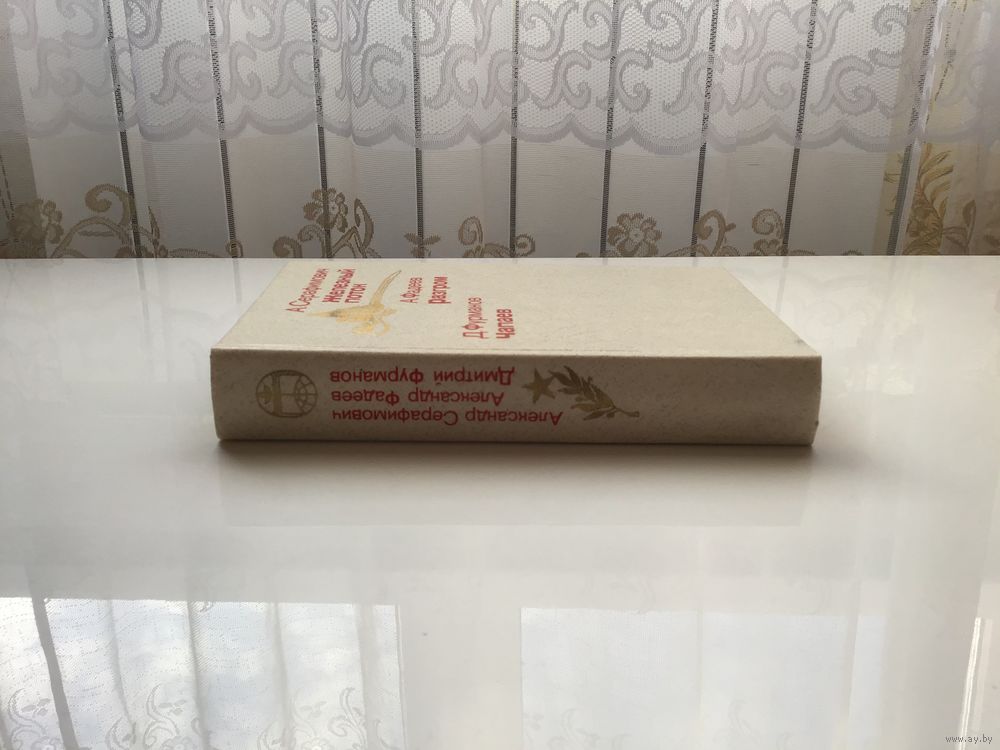 А. Серафимович
Железный
поток
А. Фадеев
Разгром
Д. Фурманов
Чапаев
Александр Серафимович
Александр Фадеев
Дмитрий Фурманов
www.ay.by